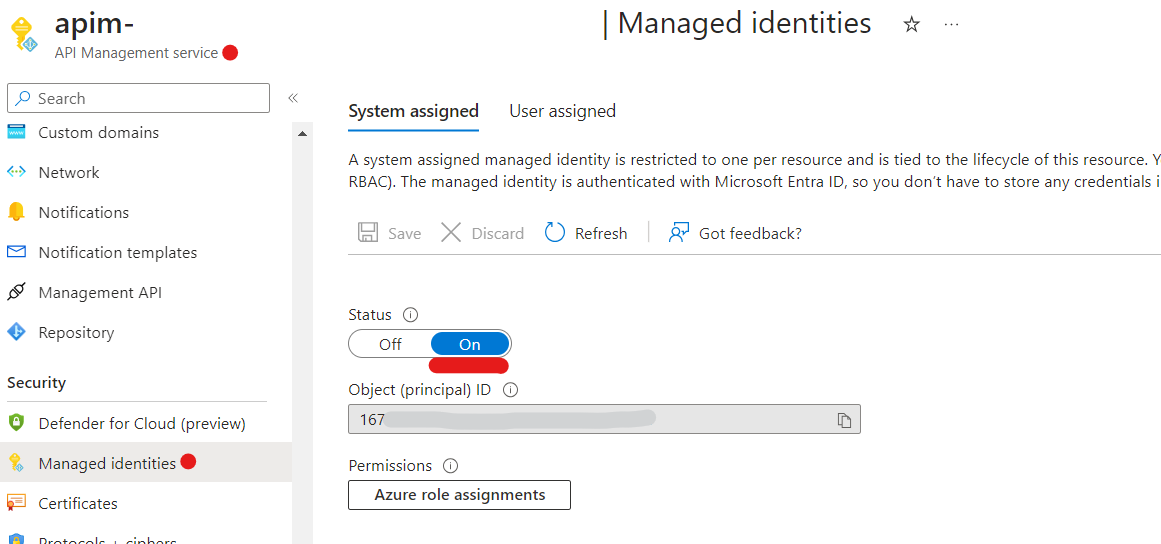 apim-
| Managed identities
API Management service
Search
Custom domains
Network
Notifications
Notification templates
Management API
Repository
Security
Defender for Cloud (preview)
Managed identities
Certificates
Protocols + ciphers
System assigned
User assigned
A system assigned managed identity is restricted to one per resource and is tied to the lifecycle of this resource. Y
RBAC). The managed identity is authenticated with Microsoft Entra ID, so you don't have to store any credentials i
Save
Discard
Refresh
Got feedback?
Status
Off
On
Object (principal) ID
167
Permissions
Azure role assignments